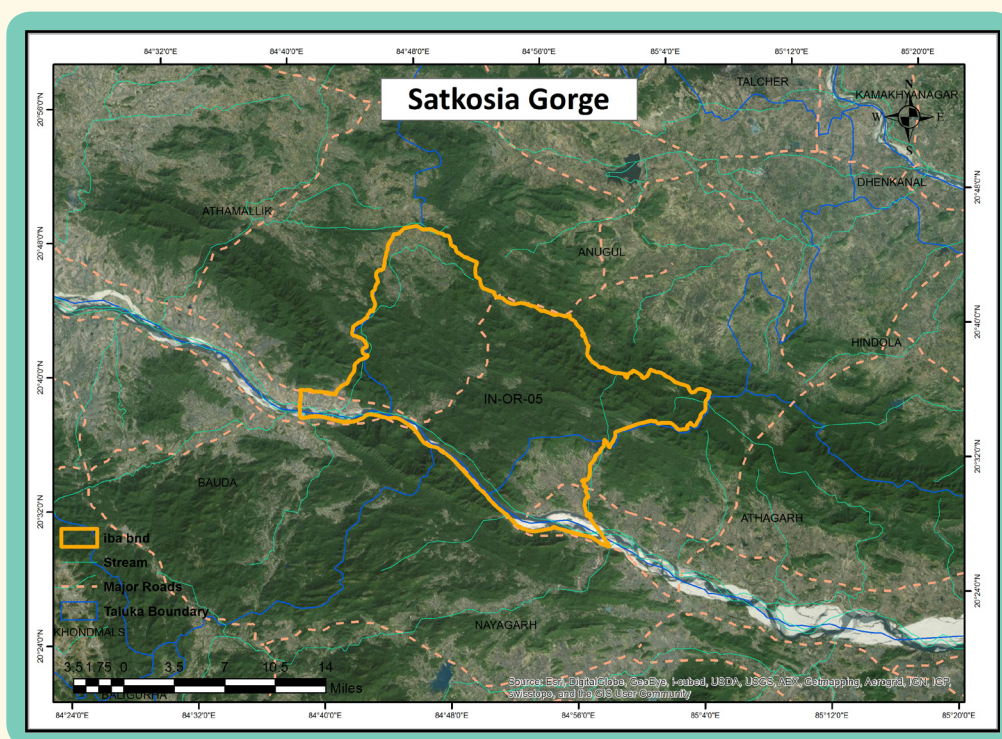 84°32'0"E 84°40'0"E 84°48'0"E 84°56'0"E 85°4'0"E 85°12'0"E 85°20'0"E
Satkosia Gorge
TALCHER
KAMAKHYANAGAR
N
W E
S
20°56'0"N
DHENKANAL
20°48'0"N
ATHAMALLIK
20°48'0"N
ANUGUL
20°40'0"N
HINDOLA
20°40'0"N
IN-OR-05
20°32'0"N
BAUDA
20°32'0"N
ATHAGARH
iba bnd
Stream
Major Roads
Taluka Boundary
20°24'0"N
NAYAGARH
KHONDMALS
20°24'0"N
3.5 1.75 0 3.5 7 10.5 14
Miles
BALIGURHA
Source: Esri, DigitalGlobe, GeoEye, i-cubed, USDA, USGS, AEX, Getmapping, Aerogrid, IGN, IGP,
swisstopo, and the GIS User Community
84°24'0"E 84°32'0"E 84°40'0"E 84°48'0"E 84°56'0"E 85°4'0"E 85°12'0"E 85°20'0"E